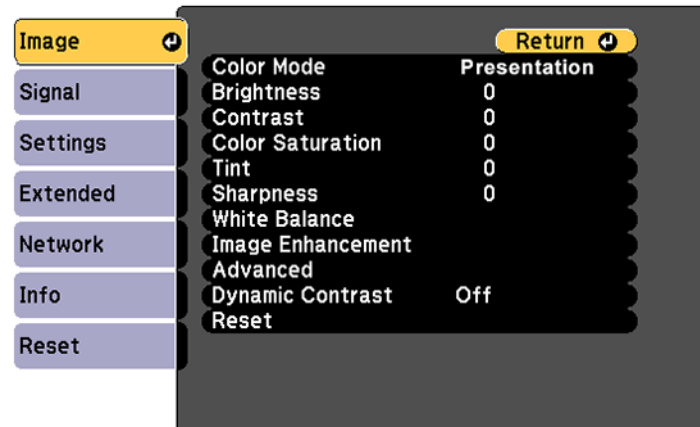 Image
Signal
Settings
Extended
Network
Info
Reset
Return
Color Mode Presentation
Brightness 0
Contrast 0
Color Saturation 0
Tint 0
Sharpness 0
White Balance
Image Enhancement
Advanced
Dynamic Contrast Off
Reset